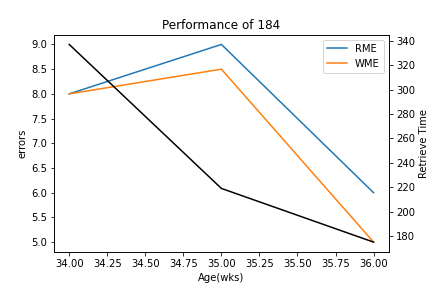 Performance of 184
RME
WME
errors
9.0
8.5
8.0
7.5
7.0
6.5
6.0
5.5
5.0
340
320
300
280
260
240
220
200
180
Retrieve Time
34.00 34.25 34.50 34.75 35.00 35.25 35.50 35.75 36.00
Age(wks)